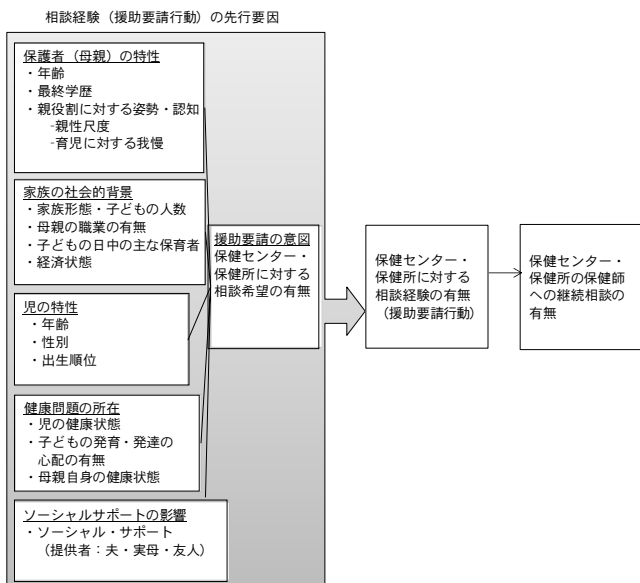 相談経験（援助要請行動）の先行要因
保護者（母親）の特性
・年齢
・最終学歴
・親役割に対する姿勢・認知
-親性尺度
-育児に対する我慢
家族の社会的背景
・家族形態・子どもの人数
・母親の職業の有無
・子どもの日中の主な保育者
・経済状態
児の特性
・年齢
・性別
・出生順位
健康問題の所在
・児の健康状態
・子どもの発育・発達の
心配の有無
・母親自身の健康状態
ソーシャルサポートの影響
・ソーシャル・サポート
（提供者：夫・実母・友人）
援助要請の意図
保健センター・
保健所に対する
相談希望の有無
保健センター・
保健所に対する
相談経験の有無
（援助要請行動）
保健センター・
保健所の保健師
への継続相談の
有無